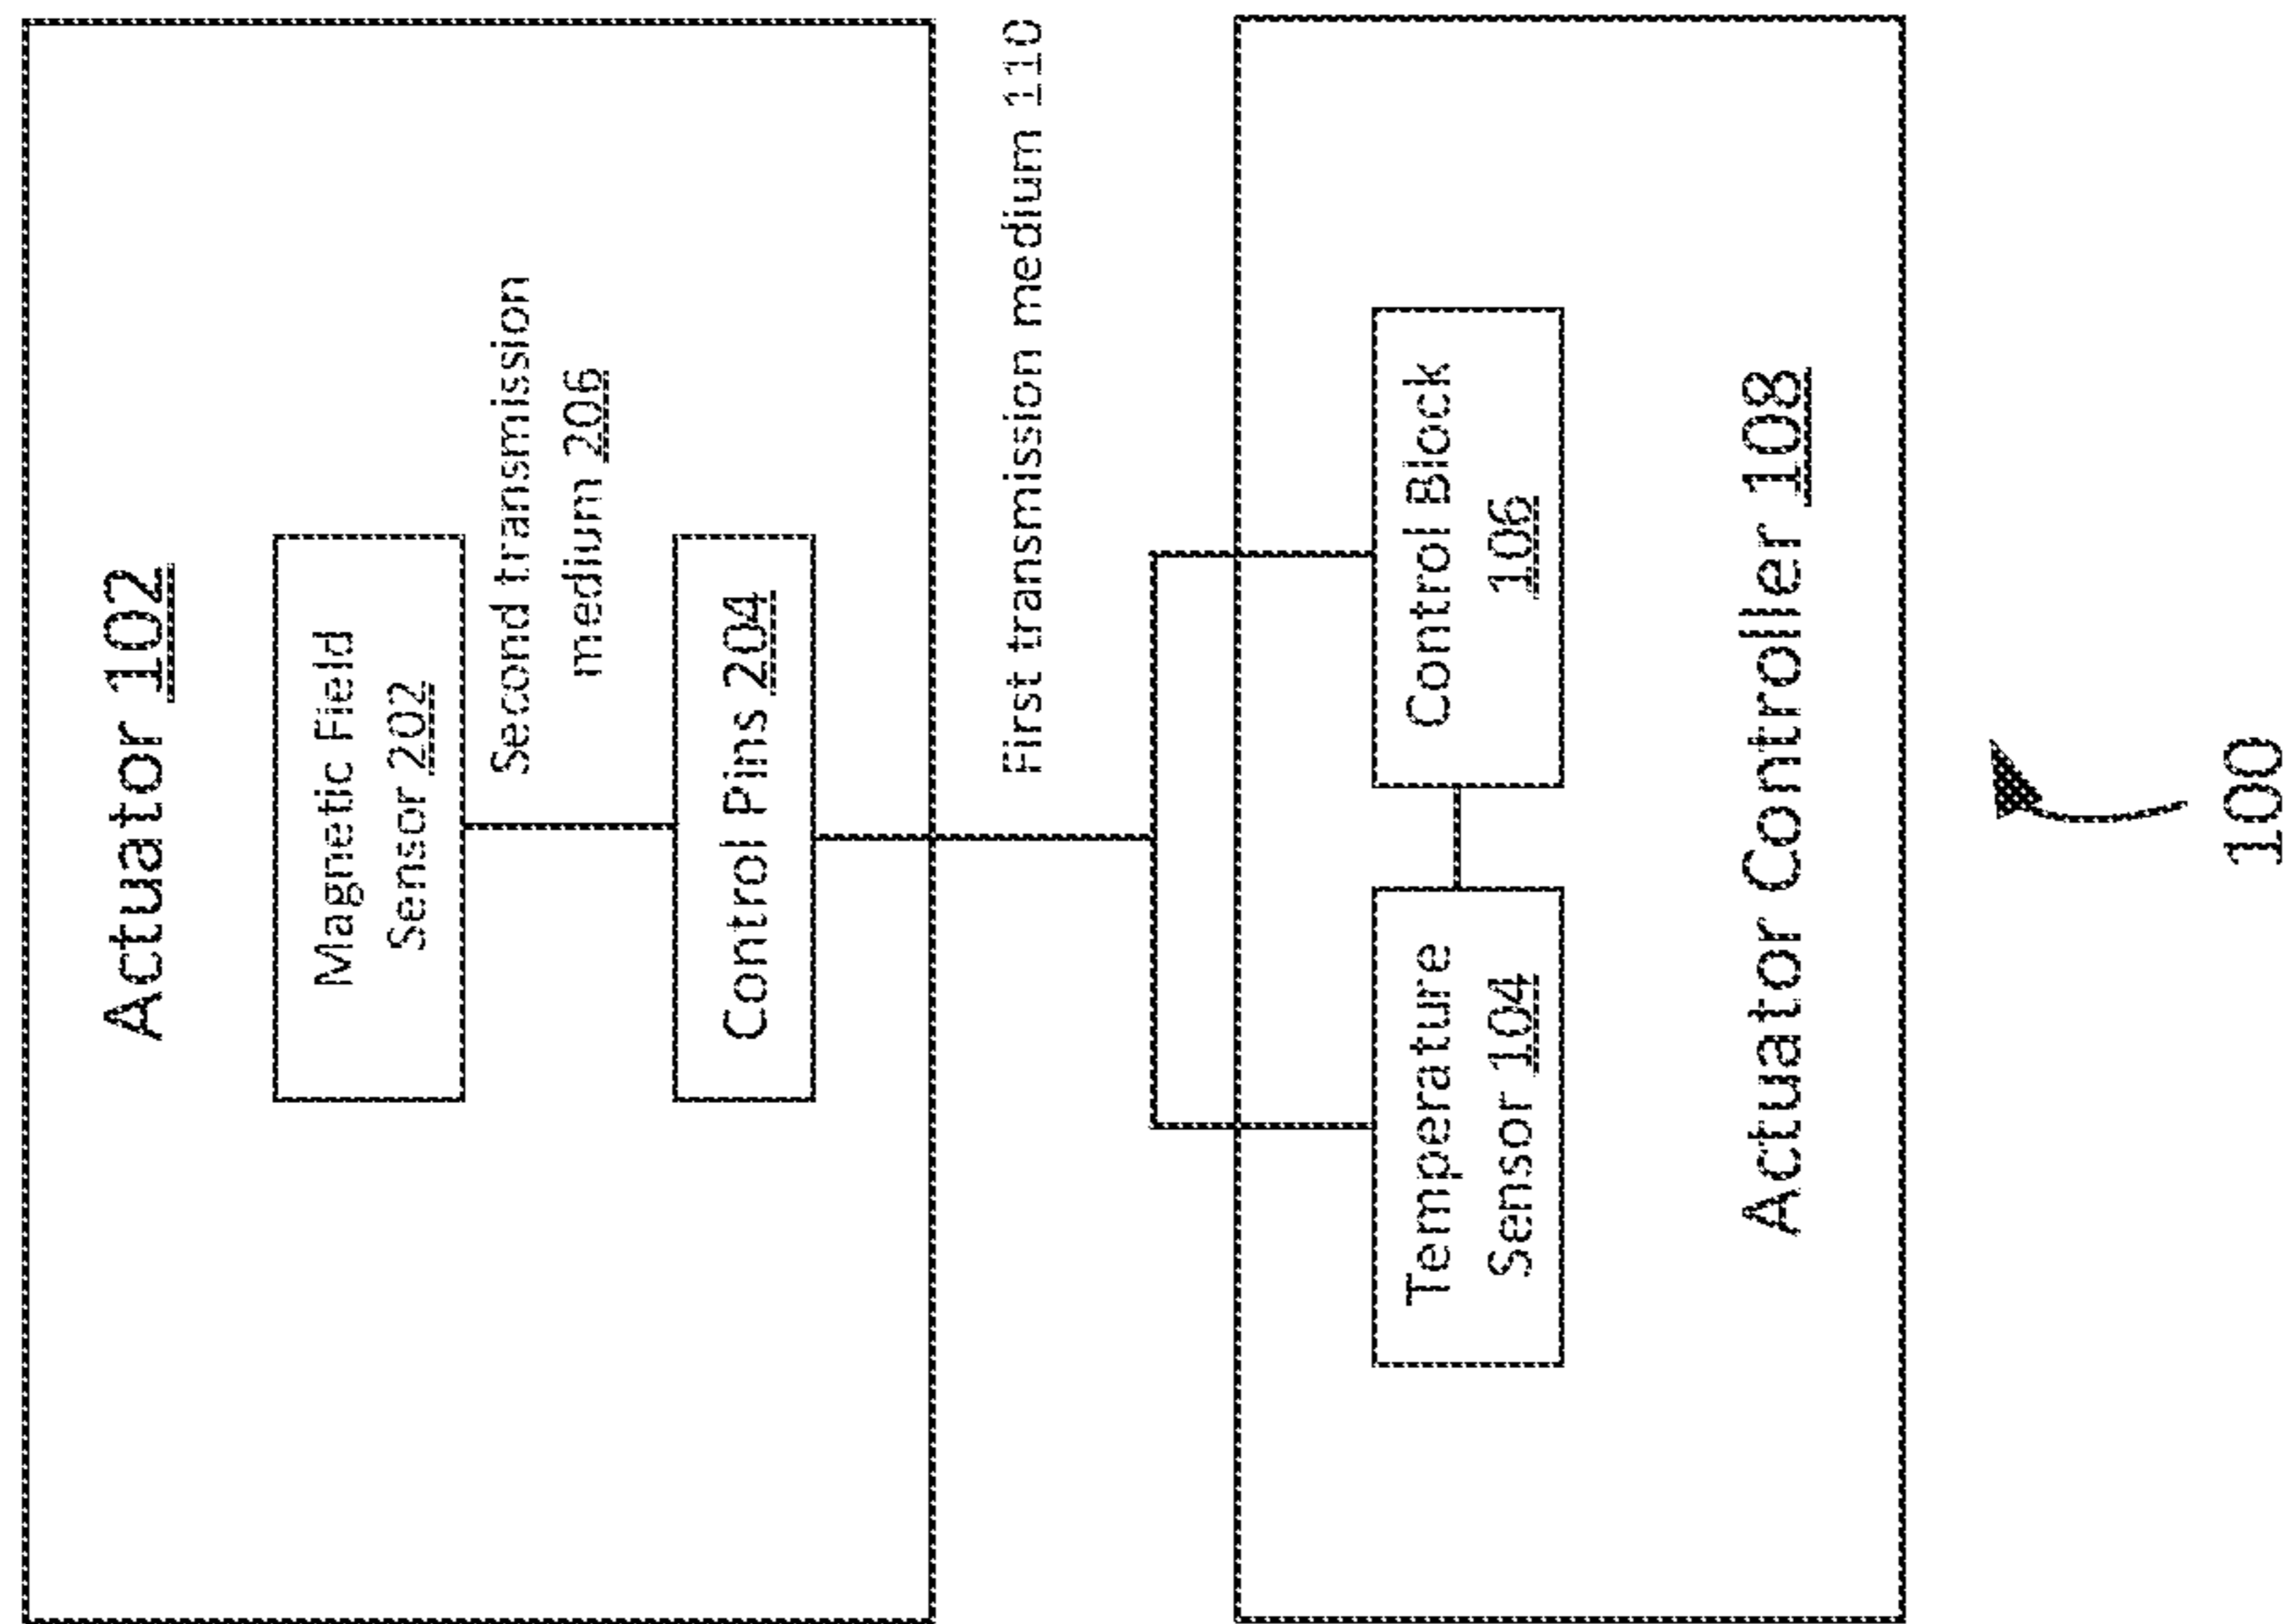 Actuator 102
Magnetic Field
Sensor 202
Second transmission
medium 206
Control Pins 204
First transmission medium 110
Temperature
Sensor 104
Control Block
106
Actuator Controller 108
100